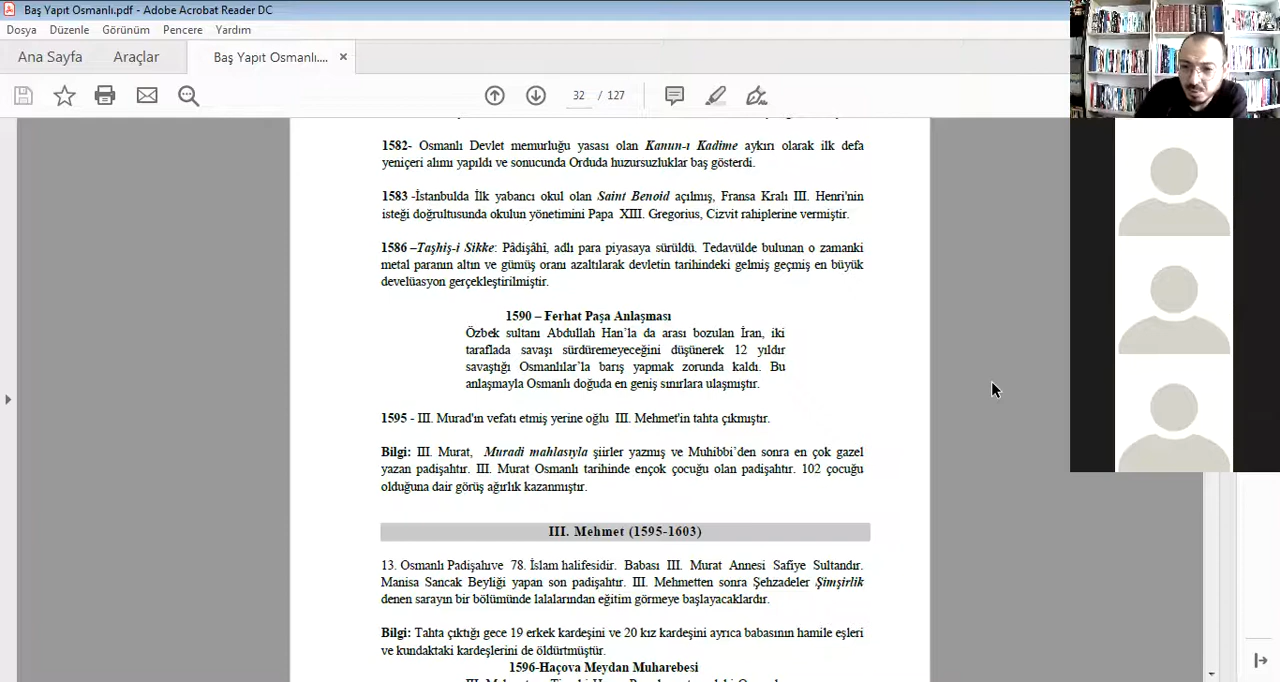 Baş Yapıt Osmanlı.pdf - Adobe Acrobat Reader DC
Dosya Düzenle Görünüm Pencere Yardım
Ana Sayfa Araçlar Baş Yapıt Osmanlı.... ×
32 / 127
1582- Osmanlı Devlet memurluğu yasası olan Kanun-ı Kadime aykırı olarak ilk defa
yeniçeri alımı yapıldı ve sonucunda Orduda huzursuzluklar baş gösterdi.
1583 -İstanbulda İlk yabancı okul olan Saint Benoid açılmış, Fransa Kralı III. Henri'nin
isteği doğrultusunda okulun yönetimini Papa XIII. Gregorius, Cizvit rahiplerine vermiştir.
1586 –Taşhiş-i Sikke: Pâdişâhî, adlı para piyasaya sürüldü. Tedavülde bulunan o zamanki
metal paranın altın ve gümüş oranı azaltılarak devletin tarihindeki gelmiş geçmiş en büyük
develüasyon gerçekleştirilmiştir.
1590 – Ferhat Paşa Anlaşması
Özbek sultanı Abdullah Han'la da arası bozulan İran, iki
taraflada savaşı sürdüremeyeceğini düşünerek 12 yıldır
savaştığı Osmanlılar'la barış yapmak zorunda kaldı. Bu
anlaşmayla Osmanlı doğuda en geniş sınırlara ulaşmıştır.
1595 - III. Murad'ın vefatı etmiş yerine oğlu III. Mehmet'in tahta çıkmıştır.
Bilgi: III. Murat, Muradi mahlasıyla şiirler yazmış ve Muhibbi'den sonra en çok gazel
yazan padişahtır. III. Murat Osmanlı tarihinde ençok çocuğu olan padişahtır. 102 çocuğu
olduğuna dair görüş ağırlık kazanmıştır.
III. Mehmet (1595-1603)
13. Osmanlı Padişahıve 78. İslam halifesidir. Babası III. Murat Annesi Safiye Sultandır.
Manisa Sancak Beyliği yapan son padişahtır. III. Mehmetten sonra Şehzadeler Şimşirlik
denen sarayın bir bölümünde lalalarından eğitim görmeye başlayacaklardır.
Bilgi: Tahta çıktığı gece 19 erkek kardeşini ve 20 kız kardeşini ayrıca babasının hamile eşleri
ve kundaktaki kardeşlerini de öldürtmüştür.
1596-Haçova Meydan Muharebesi